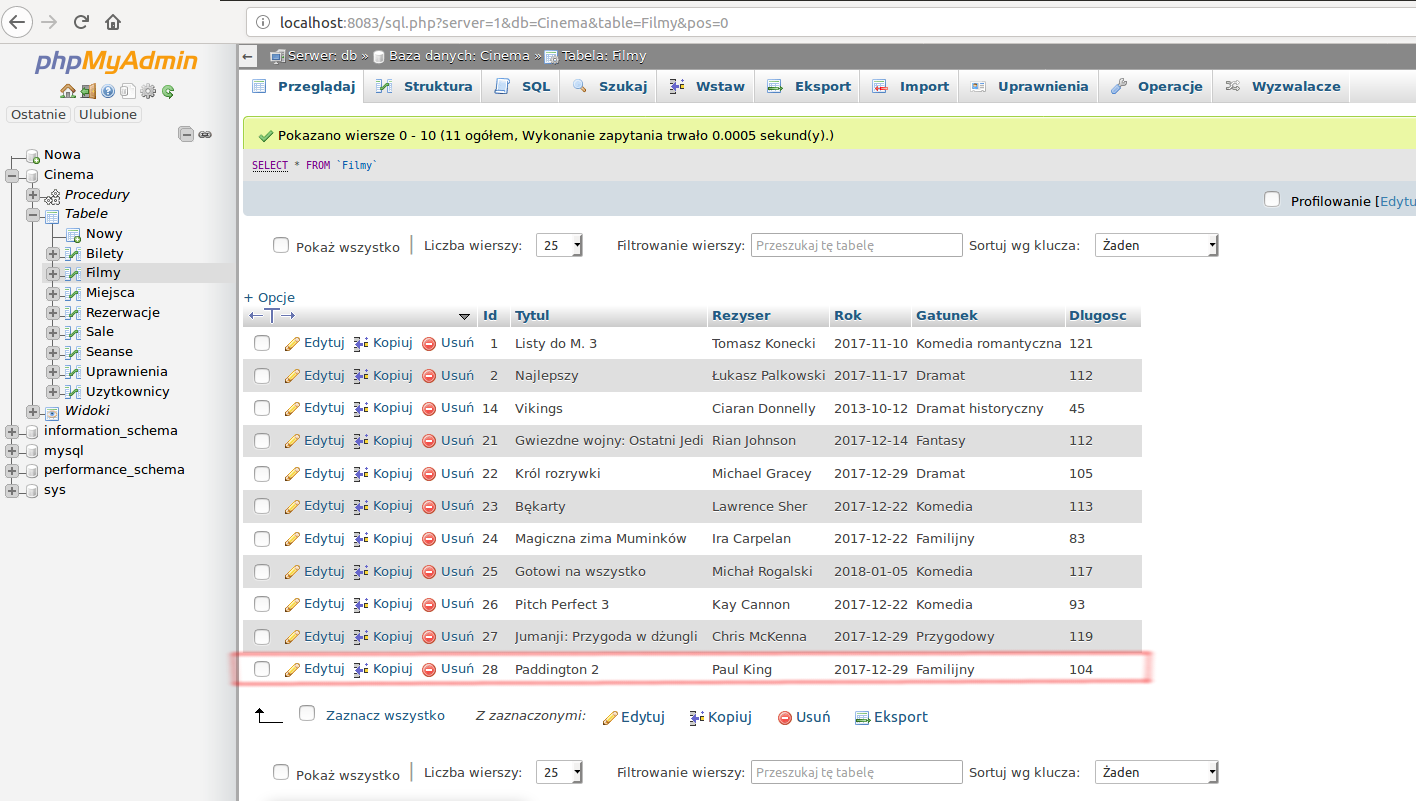 localhost:8083/sql.php?server=1&db=Cinema&table=Filmy&pos=0
phpMyAdmin
Ostatnie Ulubione
Nowa
Cinema
Procedury
Tabele
Nowy
Bilety
Filmy
Miejsca
Rezerwacje
Sale
Seanse
Uprawnienia
Uzytkownicy
Widoki
information_schema
mysql
performance_schema
sys
Serwer: db » Baza danych: Cinema » Tabela: Filmy
Przeglądaj Struktura SQL Szukaj Wstaw Eksport Import Uprawnienia Operacje Wyzwalacze
Pokazano wiersze 0 - 10 (11 ogółem, Wykonanie zapytania trwało 0.0005 sekund(y).)
SELECT * FROM `Filmy`
Profilowanie [Edytu
Pokaż wszystko | Liczba wierszy: 25 Filtrowanie wierszy: Przeszukaj tę tabelę Sortuj wg klucza: Żaden
+ Opcje
←T→ Id Tytul Rezyser Rok Gatunek Dlugosc
Edytuj Kopiuj Usuń 1 Listy do M. 3 Tomasz Konecki 2017-11-10 Komedia romantyczna 121
Edytuj Kopiuj Usuń 2 Najlepszy Łukasz Palkowski 2017-11-17 Dramat 112
Edytuj Kopiuj Usuń 14 Vikings Ciaran Donnelly 2013-10-12 Dramat historyczny 45
Edytuj Kopiuj Usuń 21 Gwiezdne wojny: Ostatni Jedi Rian Johnson 2017-12-14 Fantasy 112
Edytuj Kopiuj Usuń 22 Król rozrywki Michael Gracey 2017-12-29 Dramat 105
Edytuj Kopiuj Usuń 23 Bękarty Lawrence Sher 2017-12-22 Komedia 113
Edytuj Kopiuj Usuń 24 Magiczna zima Muminków Ira Carpelan 2017-12-22 Familijny 83
Edytuj Kopiuj Usuń 25 Gotowi na wszystko Michał Rogalski 2018-01-05 Komedia 117
Edytuj Kopiuj Usuń 26 Pitch Perfect 3 Kay Cannon 2017-12-22 Komedia 93
Edytuj Kopiuj Usuń 27 Jumanji: Przygoda w dżungli Chris McKenna 2017-12-29 Przygodowy 119
Edytuj Kopiuj Usuń 28 Paddington 2 Paul King 2017-12-29 Familijny 104
Zaznacz wszystko Z zaznaczonymi: Edytuj Kopiuj Usuń Eksport
Pokaż wszystko | Liczba wierszy: 25 Filtrowanie wierszy: Przeszukaj tę tabelę Sortuj wg klucza: Żaden